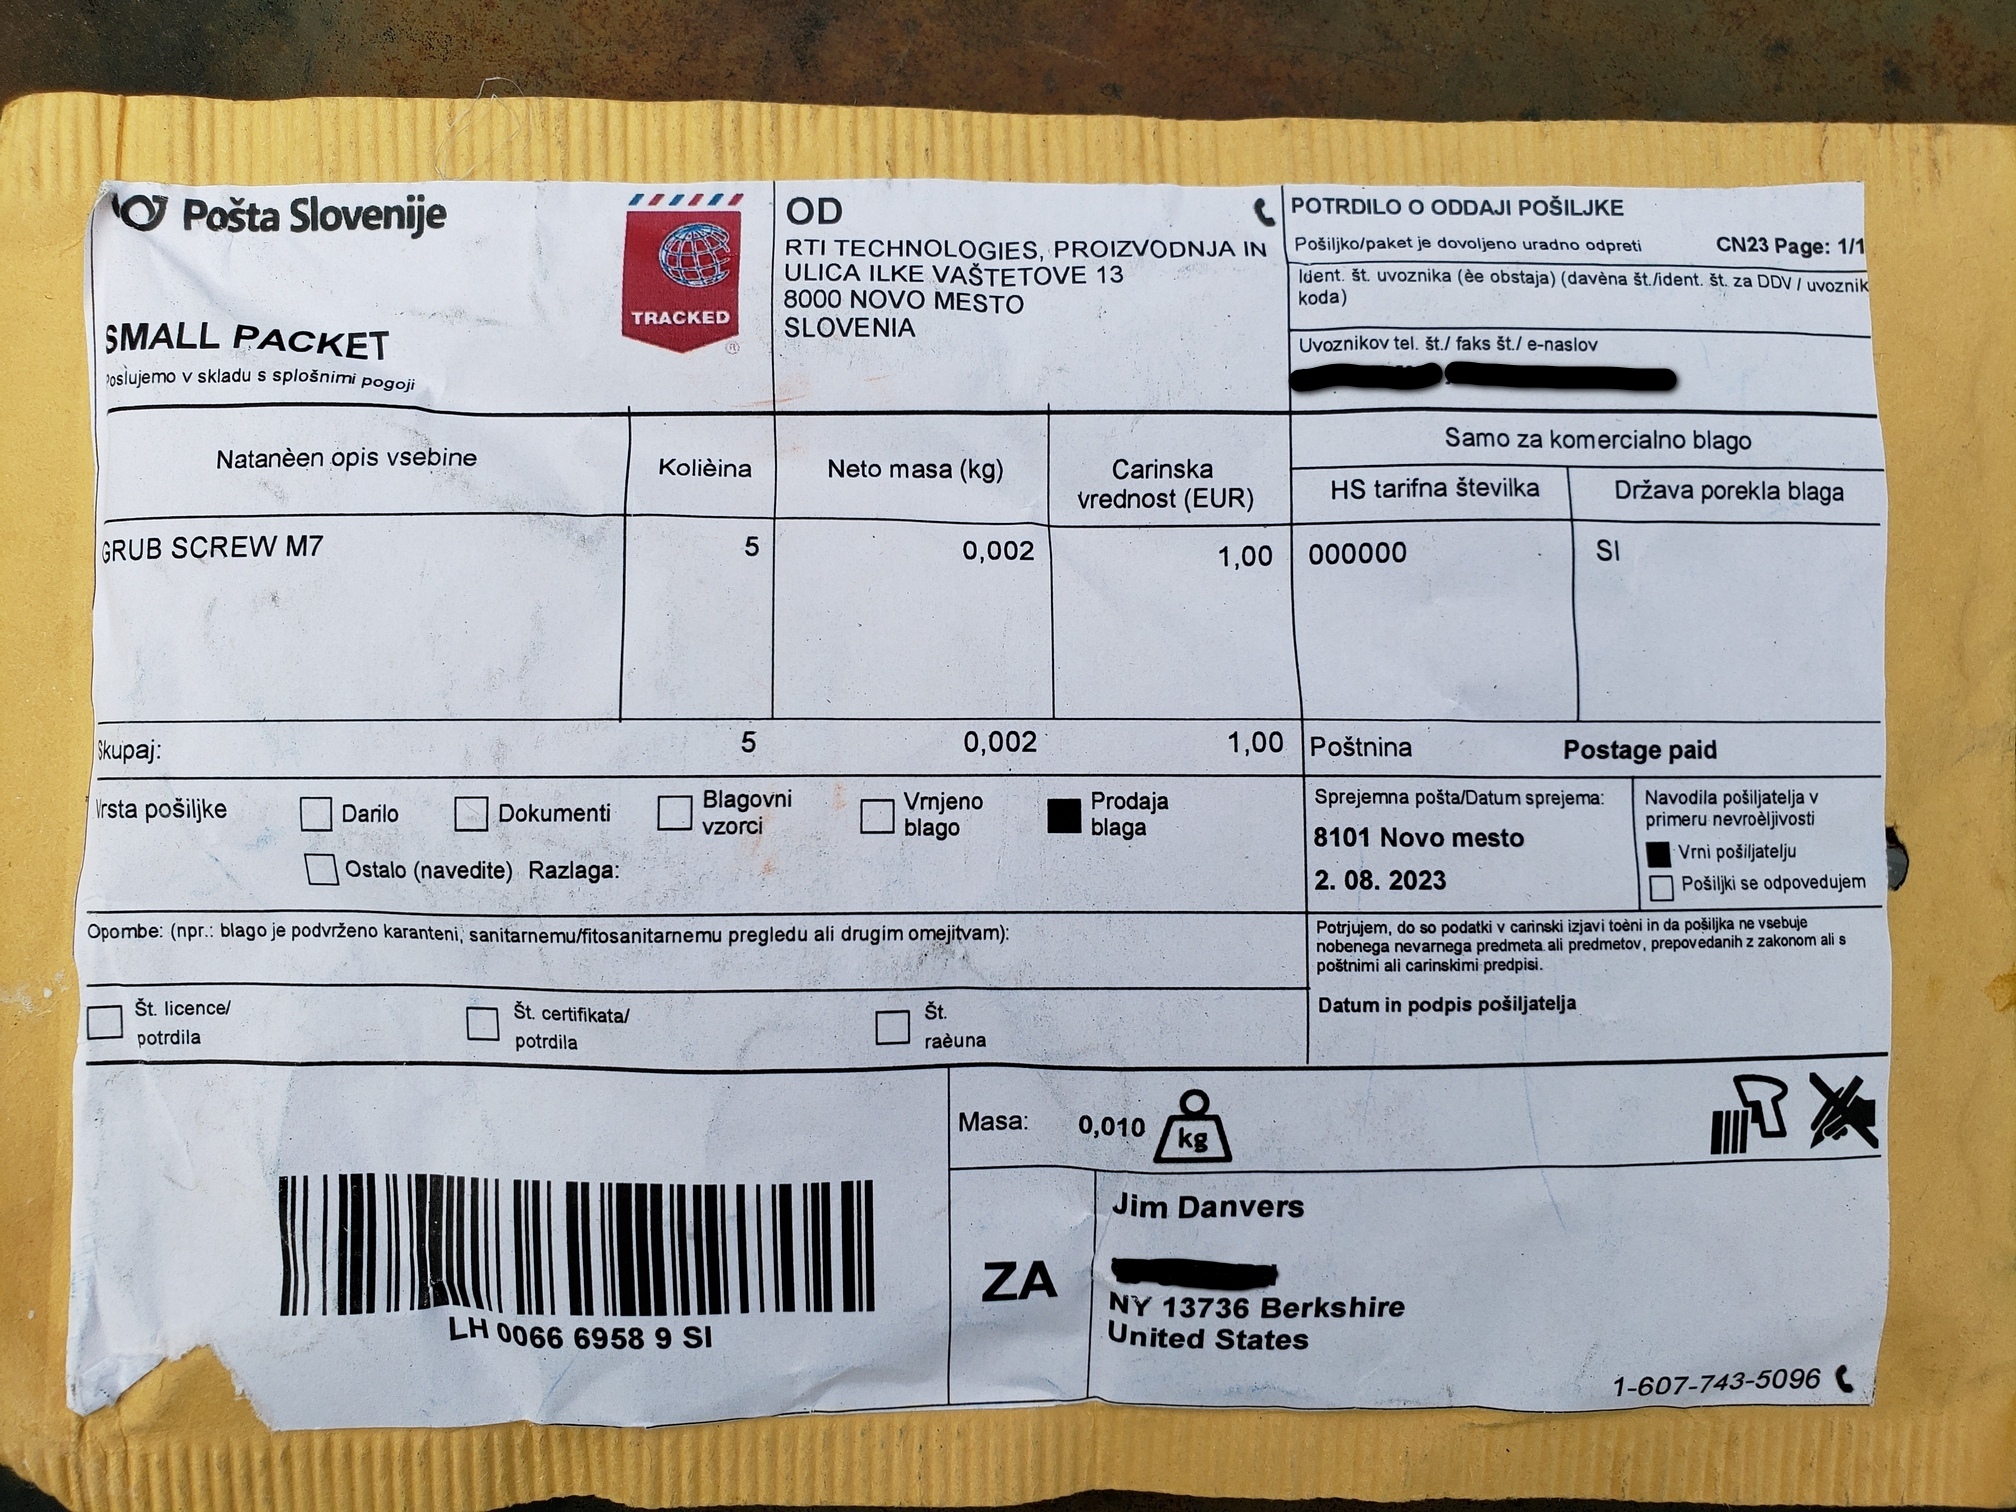 Pošta Slovenije
TRACKED
SMALL PACKET
Poslujemo v skladu s splošnimi pogoji
OD
RTI TECHNOLOGIES, PROIZVODNJA IN
ULICA ILKE VAŠTETOVE 13
8000 NOVO MESTO
SLOVENIA
POTRDILO O ODDAJI POŠILJKE
Pošiljko/paket je dovoljeno uradno odpreti CN23 Page: 1/1
Ident. št. uvoznika (èe obstaja) (davèna št./ident. št. za DDV / uvoznik
koda)
Uvoznikov tel. št./ faks št./ e-naslov
Natanèen opis vsebine
Kolièina
Neto masa (kg)
Carinska
vrednost (EUR)
Samo za komercialno blago
HS tarifna številka
Država porekla blaga
GRUB SCREW M7 5 0,002 1,00 000000 SI
Skupaj: 5 0,002 1,00
Poštnina Postage paid
Vrsta pošiljke
Darilo
Dokumenti
Blagovni
vzorci
Vrnjeno
blago
Prodaja
blaga
Ostalo (navedite) Razlaga:
Sprejemna pošta/Datum sprejema:
8101 Novo mesto
2. 08. 2023
Navodila pošiljatelja v
primeru nevroèljivosti
Vrni pošiljatelju
Pošiljki se odpovedujem
Opombe: (npr.: blago je podvrženo karanteni, sanitarnemu/fitosanitarnemu pregledu ali drugim omejitvam):
Št. licence/
potrdila
Št. certifikata/
potrdila
Št.
raèuna
Potrjujem, do so podatki v carinski izjavi toèni in da pošiljka ne vsebuje
nobenega nevarnega predmeta ali predmetov, prepovedanih z zakonom ali s
poštnimi ali carinskimi predpisi.
Datum in podpis pošiljatelja
LH 0066 6958 9 SI
Masa: 0,010 kg
ZA
Jim Danvers
NY 13736 Berkshire
United States
1-607-743-5096